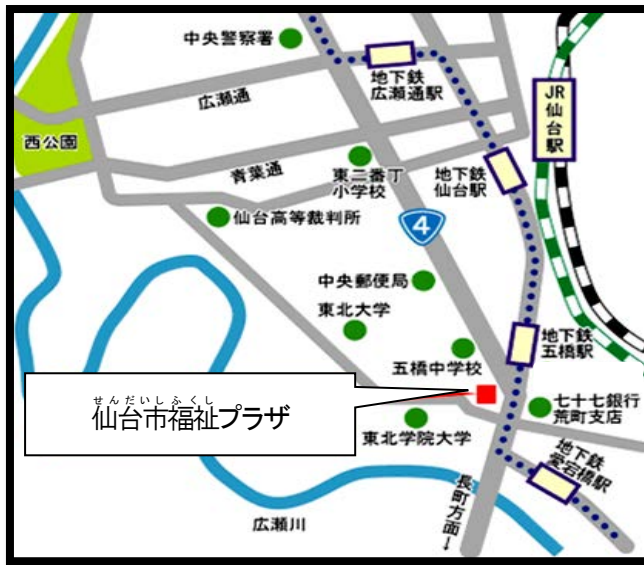 中央警察署
地下鉄
広瀬通駅
JR
仙台駅
広瀬通
西公園
青葉通
東二番丁
小学校
地下鉄
仙台駅
仙台高等裁判所
4
中央郵便局
東北大学
地下鉄
五橋駅
五橋中学校
せんだいしふくし
仙台市福祉プラザ
七十七銀行
荒町支店
東北学院大学
地下鉄
愛宕橋駅
広瀬川
長町方面→